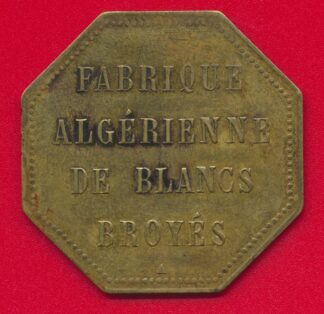 FABRIQUE
ALGÉRIENNE
DE BLANCS
BROYÉS